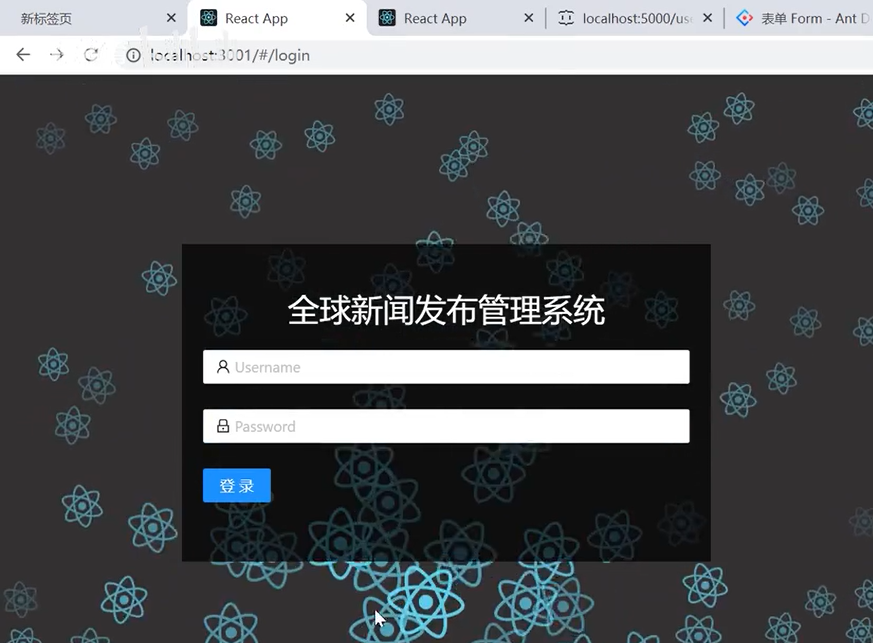 新标签页
React App
React App
localhost:5000/use
表单 Form - Ant D
localhost:3001/#/login
全球新闻发布管理系统
Username
Password
登 录